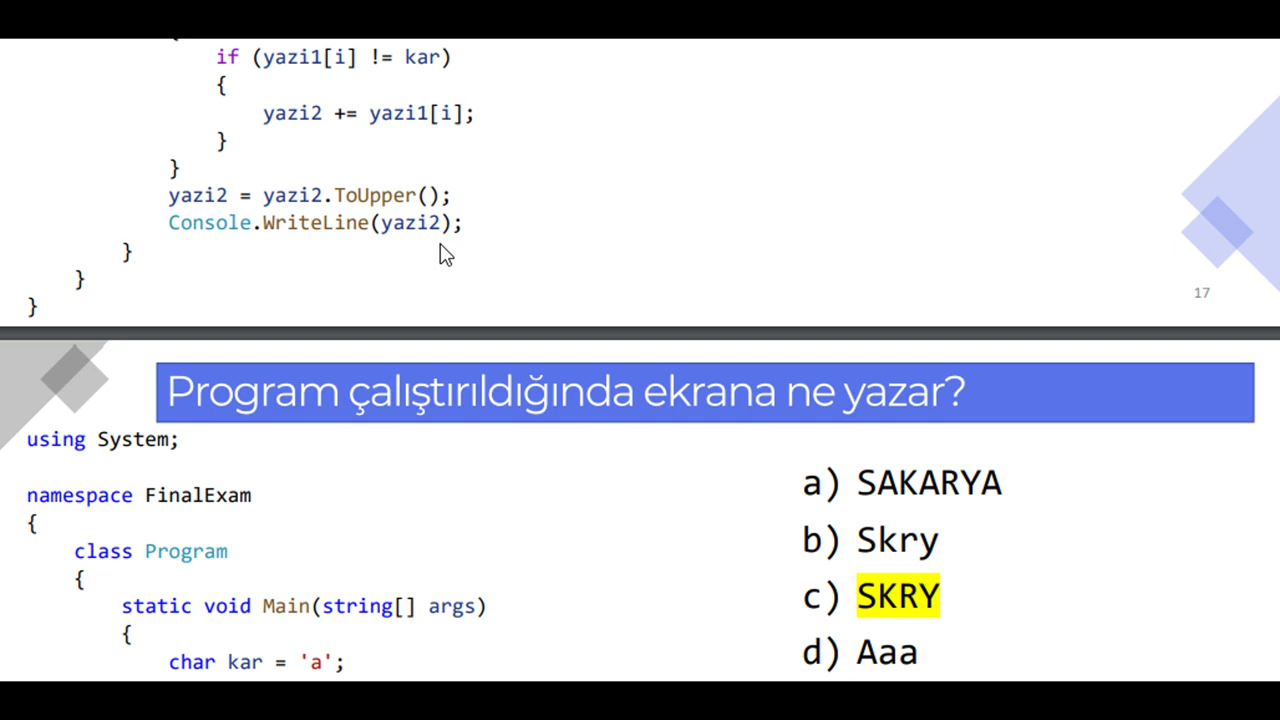 if (yazi1[i] != kar)
{
yazi2 += yazi1[i];
}
}
yazi2 = yazi2.ToUpper();
Console.WriteLine(yazi2);
}
}
}
17
Program çalıştırıldığında ekrana ne yazar?
using System;
namespace FinalExam
{
class Program
{
static void Main(string[] args)
{
char kar = 'a';
a) SAKARYA
b) Skry
c) SKRY
d) Aaa